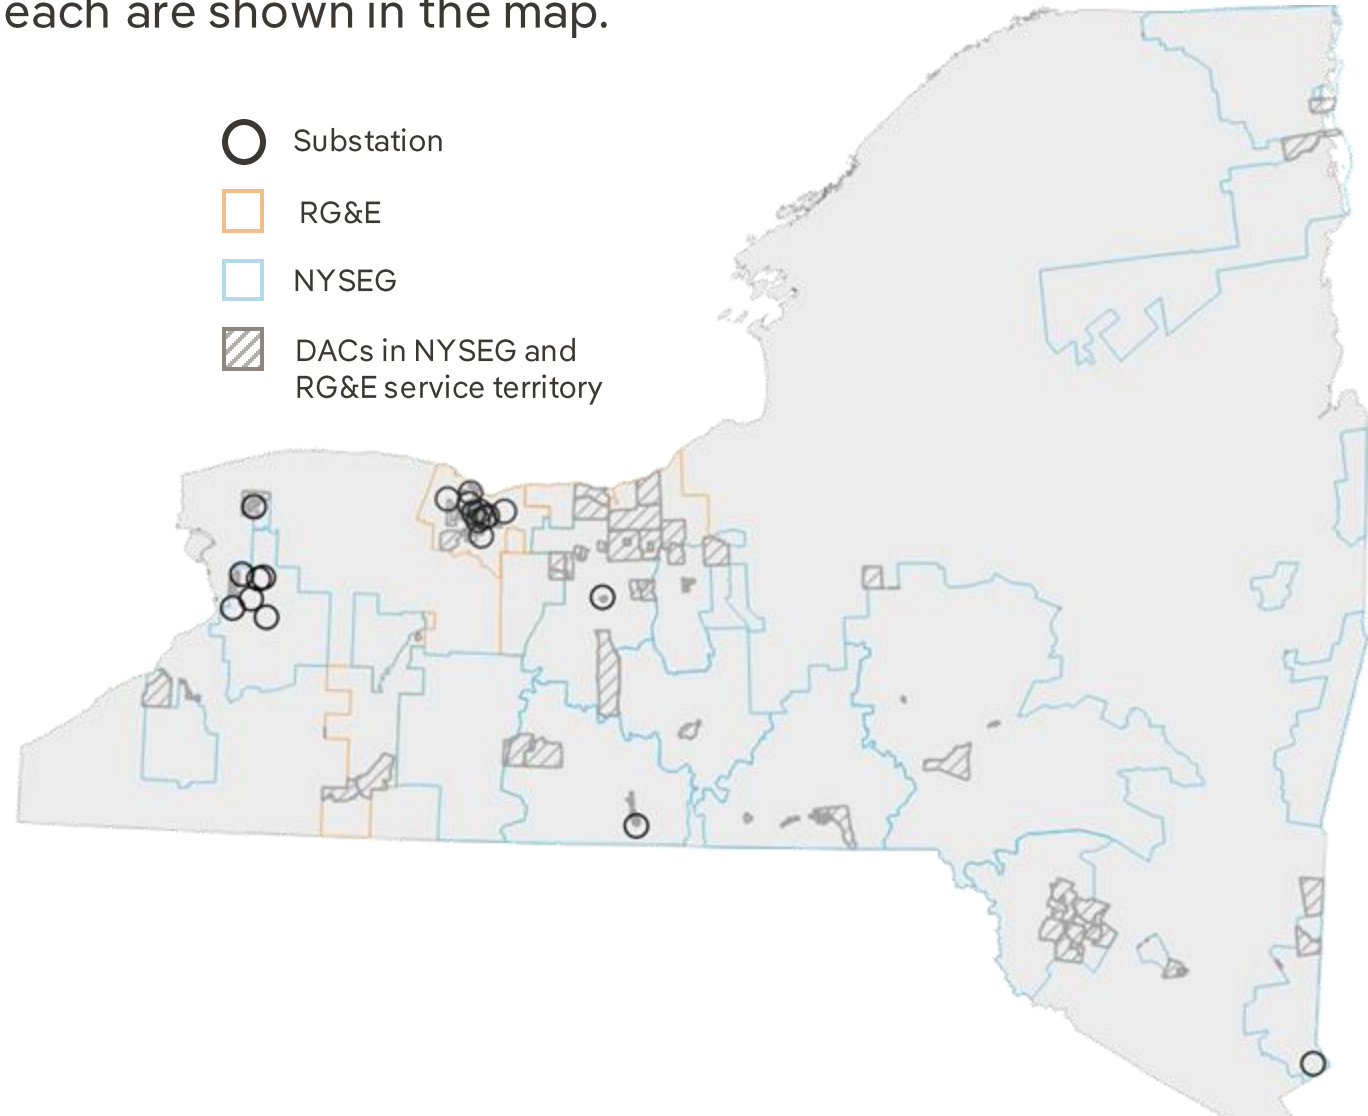 each are shown in the map.
Substation
RG&E
NYSEG
DACs in NYSEG and
RG&E service territory